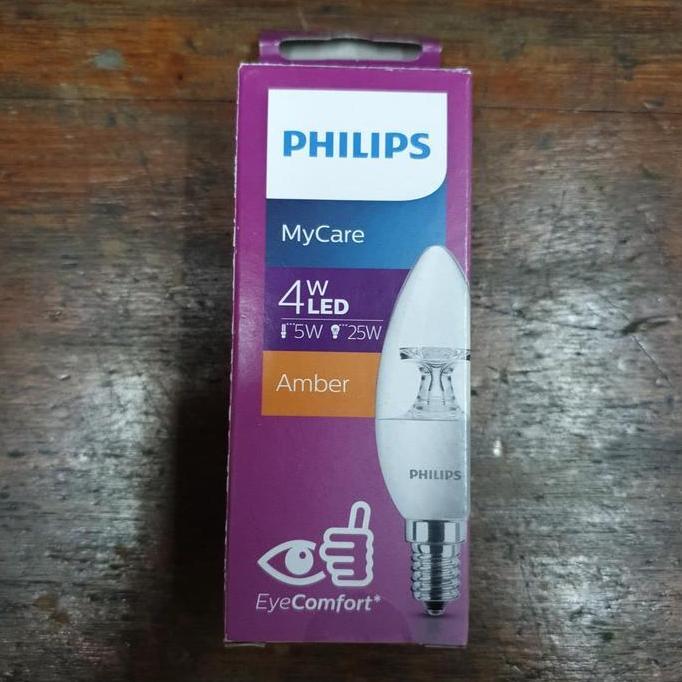 PHILIPS
MyCare
4W LED
5W 25W
Amber
PHILIPS
EyeComfort*